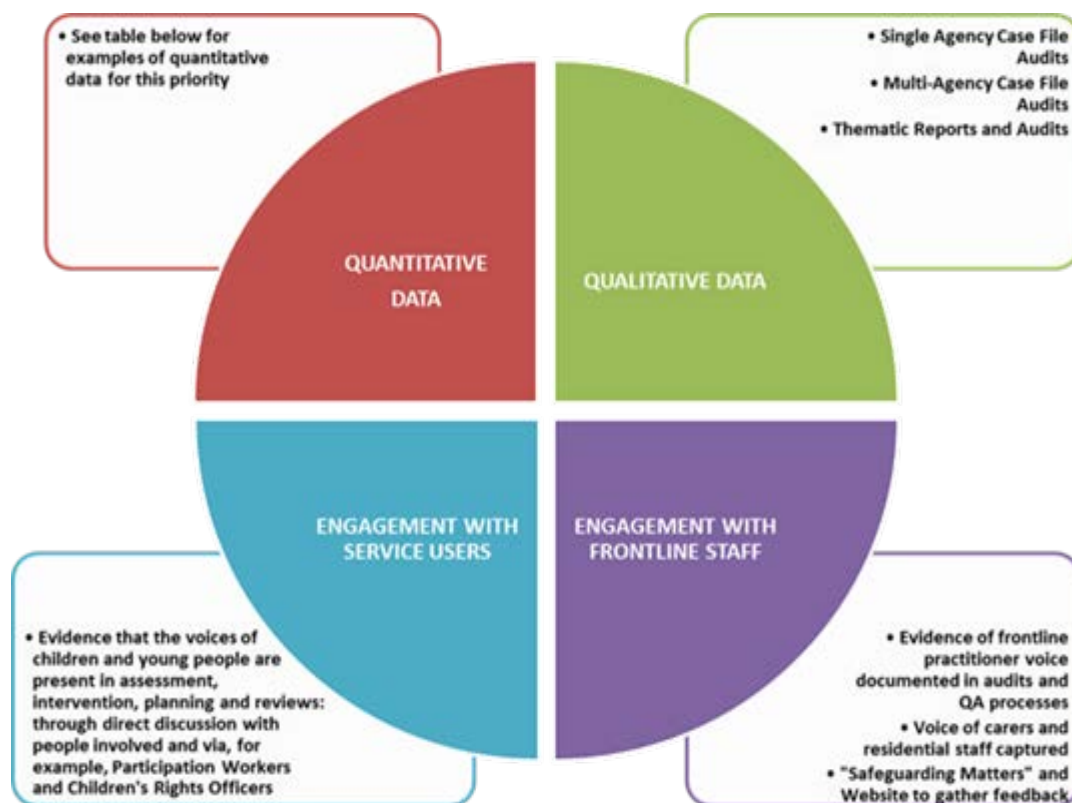 • See table below for
examples of quantitative
data for this priority
• Single Agency Case File
Audits
• Multi-Agency Case File
Audits
• Thematic Reports and Audits
QUANTITATIVE
DATA
QUALITATIVE DATA
ENGAGEMENT WITH
SERVICE USERS
ENGAGEMENT WITH
FRONTLINE STAFF
• Evidence that the voices of
children and young people are
present in assessment,
intervention, planning and reviews:
through direct discussion with
people involved and via, for
example, Participation Workers
and Children's Rights Officers
• Evidence of frontline
practitioner voice
documented in audits and
QA processes
• Voice of carers and
residential staff captured
• "Safeguarding Matters" and
Website to gather feedback